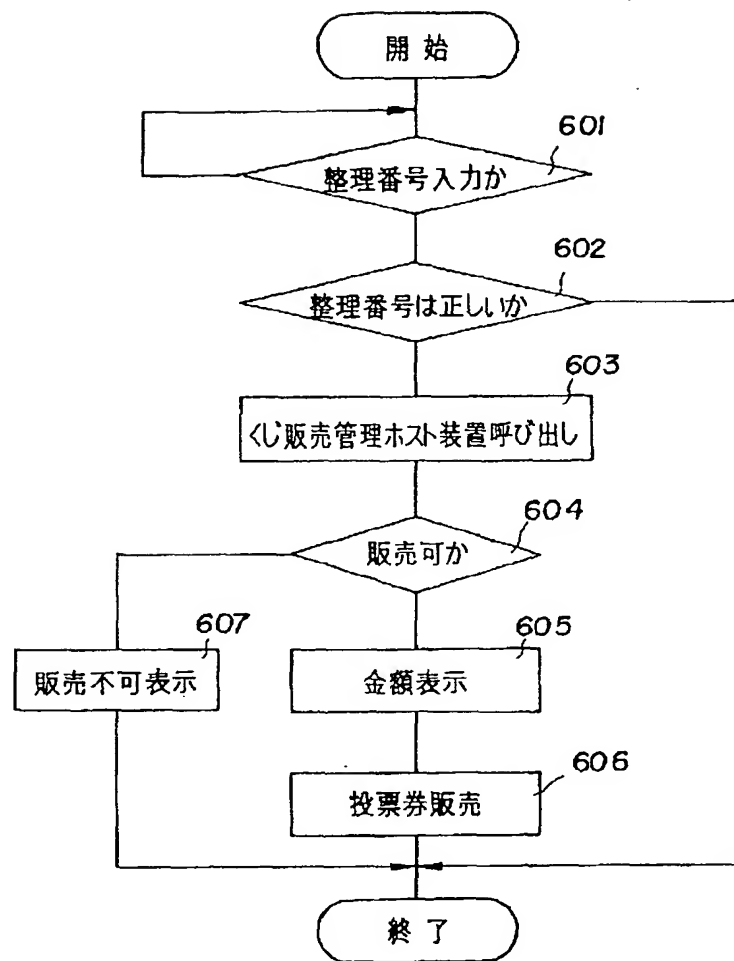 開始
601
整理番号入力か
602
整理番号は正しいか
603
くじ販売管理ホスト装置呼び出し
604
販売可か
607
販売不可表示
605
金額表示
606
投票券販売
終了